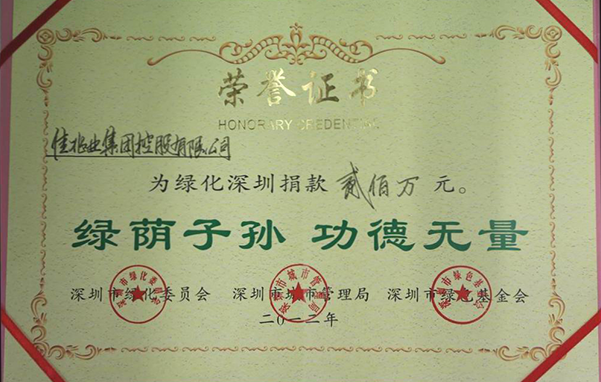 荣誉证书
HONORARY CREDENTIAL
佳兆业集团控股有限公司
为绿化深圳捐款 贰佰万 元。
绿荫子孙 功德无量
深圳市绿化委员会 深圳市城市管理局 深圳市绿色基金会
二〇一二年